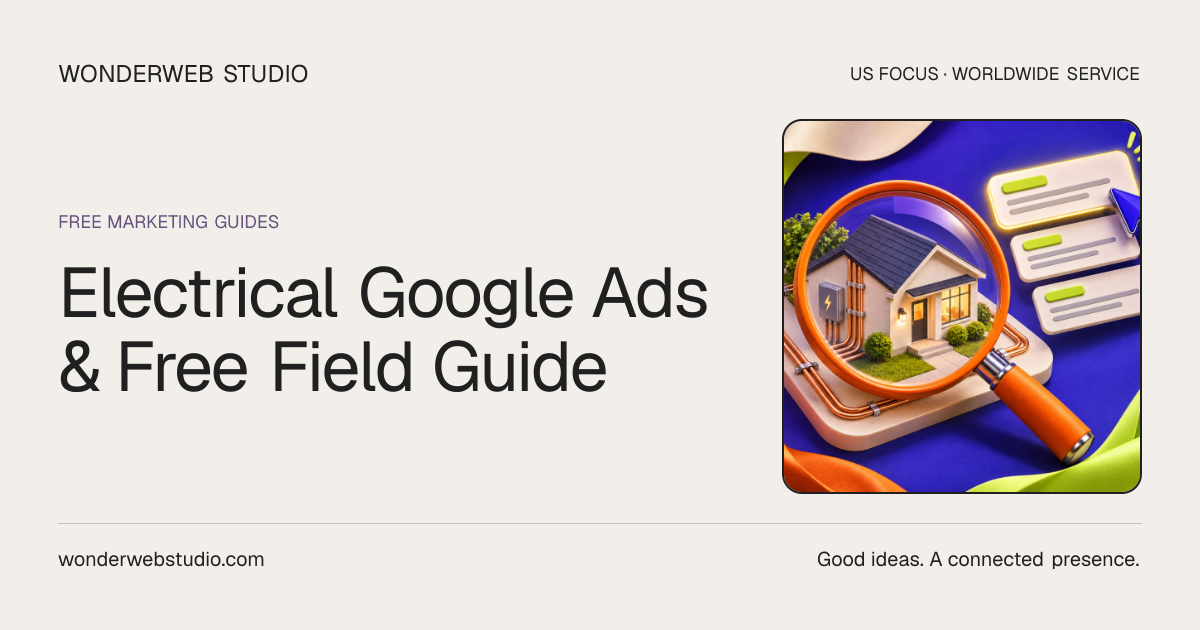 WONDERWEB STUDIO
US FOCUS · WORLDWIDE SERVICE
FREE MARKETING GUIDES
Electrical Google Ads
& Free Field Guide
wonderwebstudio.com
Good ideas. A connected presence.